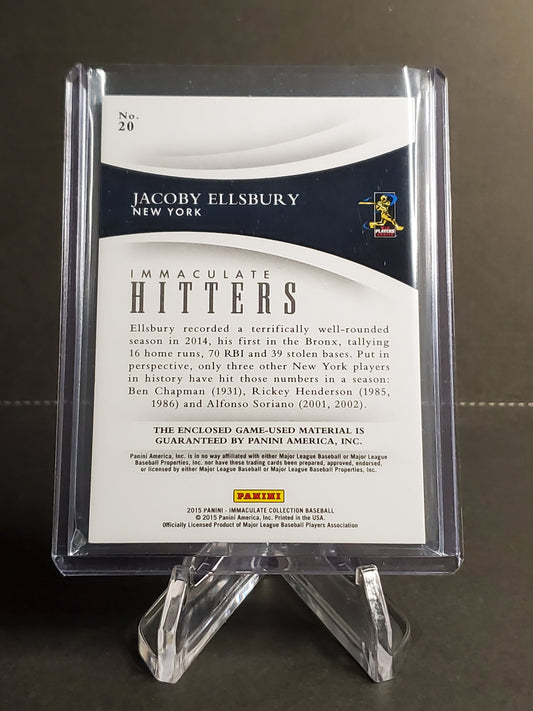 No.
20
JACOBY ELLSBURY
NEW YORK
PLAYERS
IMMACULATE
HITTERS
Ellsbury recorded a terrifically well-rounded
season in 2014, his first in the Bronx, tallying
16 home runs, 70 RBI and 39 stolen bases. Put in
perspective, only three other New York players
in history have hit those numbers in a season:
Ben Chapman (1931), Rickey Henderson (1985,
1986) and Alfonso Soriano (2001, 2002).
THE ENCLOSED GAME-USED MATERIAL IS
GUARANTEED BY PANINI AMERICA, INC.
Panini America, Inc. is in no way affiliated with either Major League Baseball or Major League
Baseball Properties, Inc. nor have these trading cards been prepared, approved, endorsed,
or licensed by either Major League Baseball or Major League Baseball Properties, Inc.
PANINI
2015 PANINI - IMMACULATE COLLECTION BASEBALL
© 2015 Panini America, Inc. Printed in the USA.
Officially Licensed Product of Major League Baseball Players Association